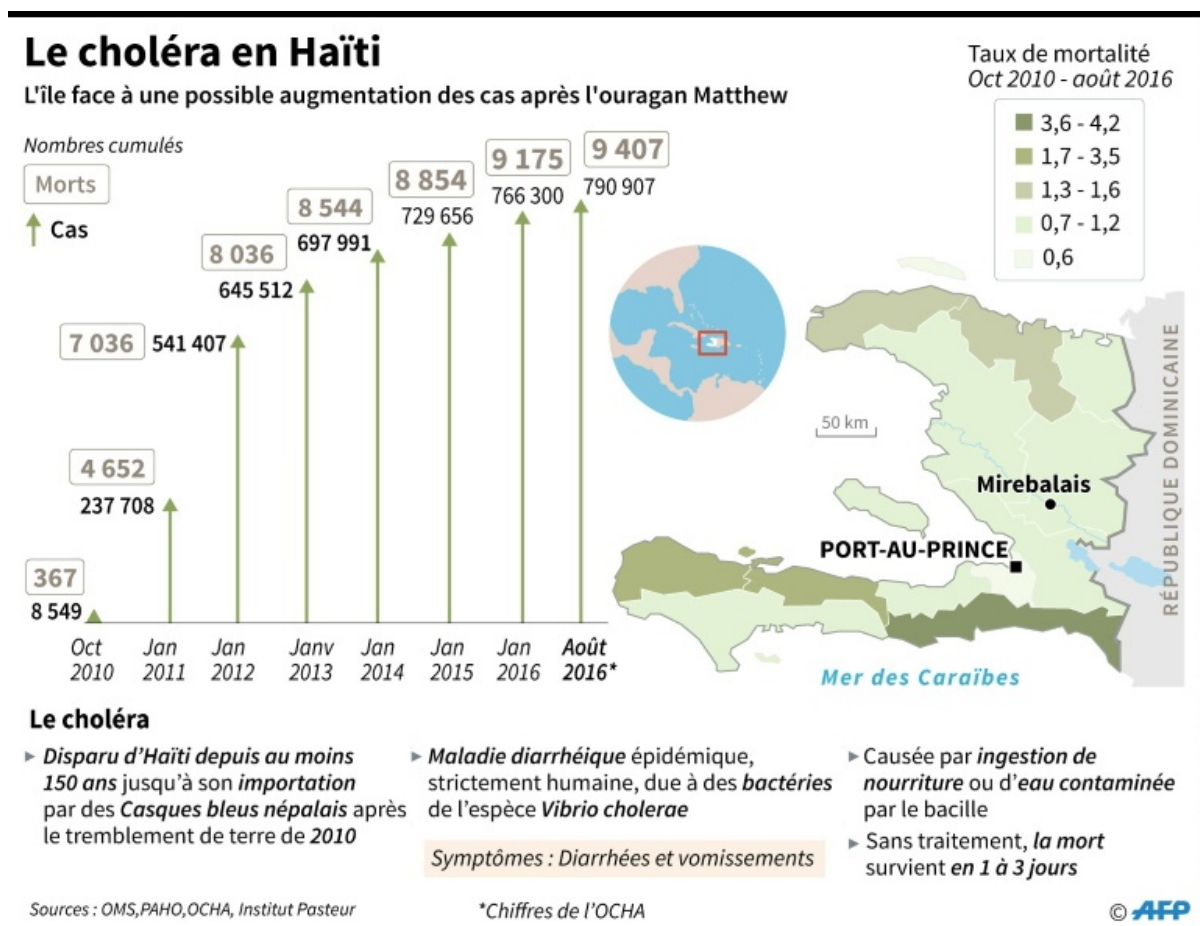 Le choléra en Haïti
L'île face à une possible augmentation des cas après l'ouragan Matthew
Nombres cumulés
Morts
Cas
367
8 549
4 652
237 708
7 036
541 407
8 036
645 512
8 544
697 991
8 854
729 656
9 175
766 300
9 407
790 907
Oct
2010
Jan
2011
Jan
2012
Janv
2013
Jan
2014
Jan
2015
Jan
2016
Août
2016*
Taux de mortalité
Oct 2010 - août 2016
3,6 - 4,2
1,7 - 3,5
1,3 - 1,6
0,7 - 1,2
0,6
50 km
Mirebalais
PORT-AU-PRINCE
RÉPUBLIQUE DOMINICAINE
Mer des Caraïbes
Le choléra
Disparu d'Haïti depuis au moins
150 ans jusqu'à son importation
par des Casques bleus népalais après
le tremblement de terre de 2010
Maladie diarrhéique épidémique,
strictement humaine, due à des bactéries
de l'espèce Vibrio cholerae
Symptômes : Diarrhées et vomissements
Causée par ingestion de
nourriture ou d'eau contaminée
par le bacille
Sans traitement, la mort
survient en 1 à 3 jours
Sources : OMS,PAHO,OCHA, Institut Pasteur
*Chiffres de l'OCHA
© AFP